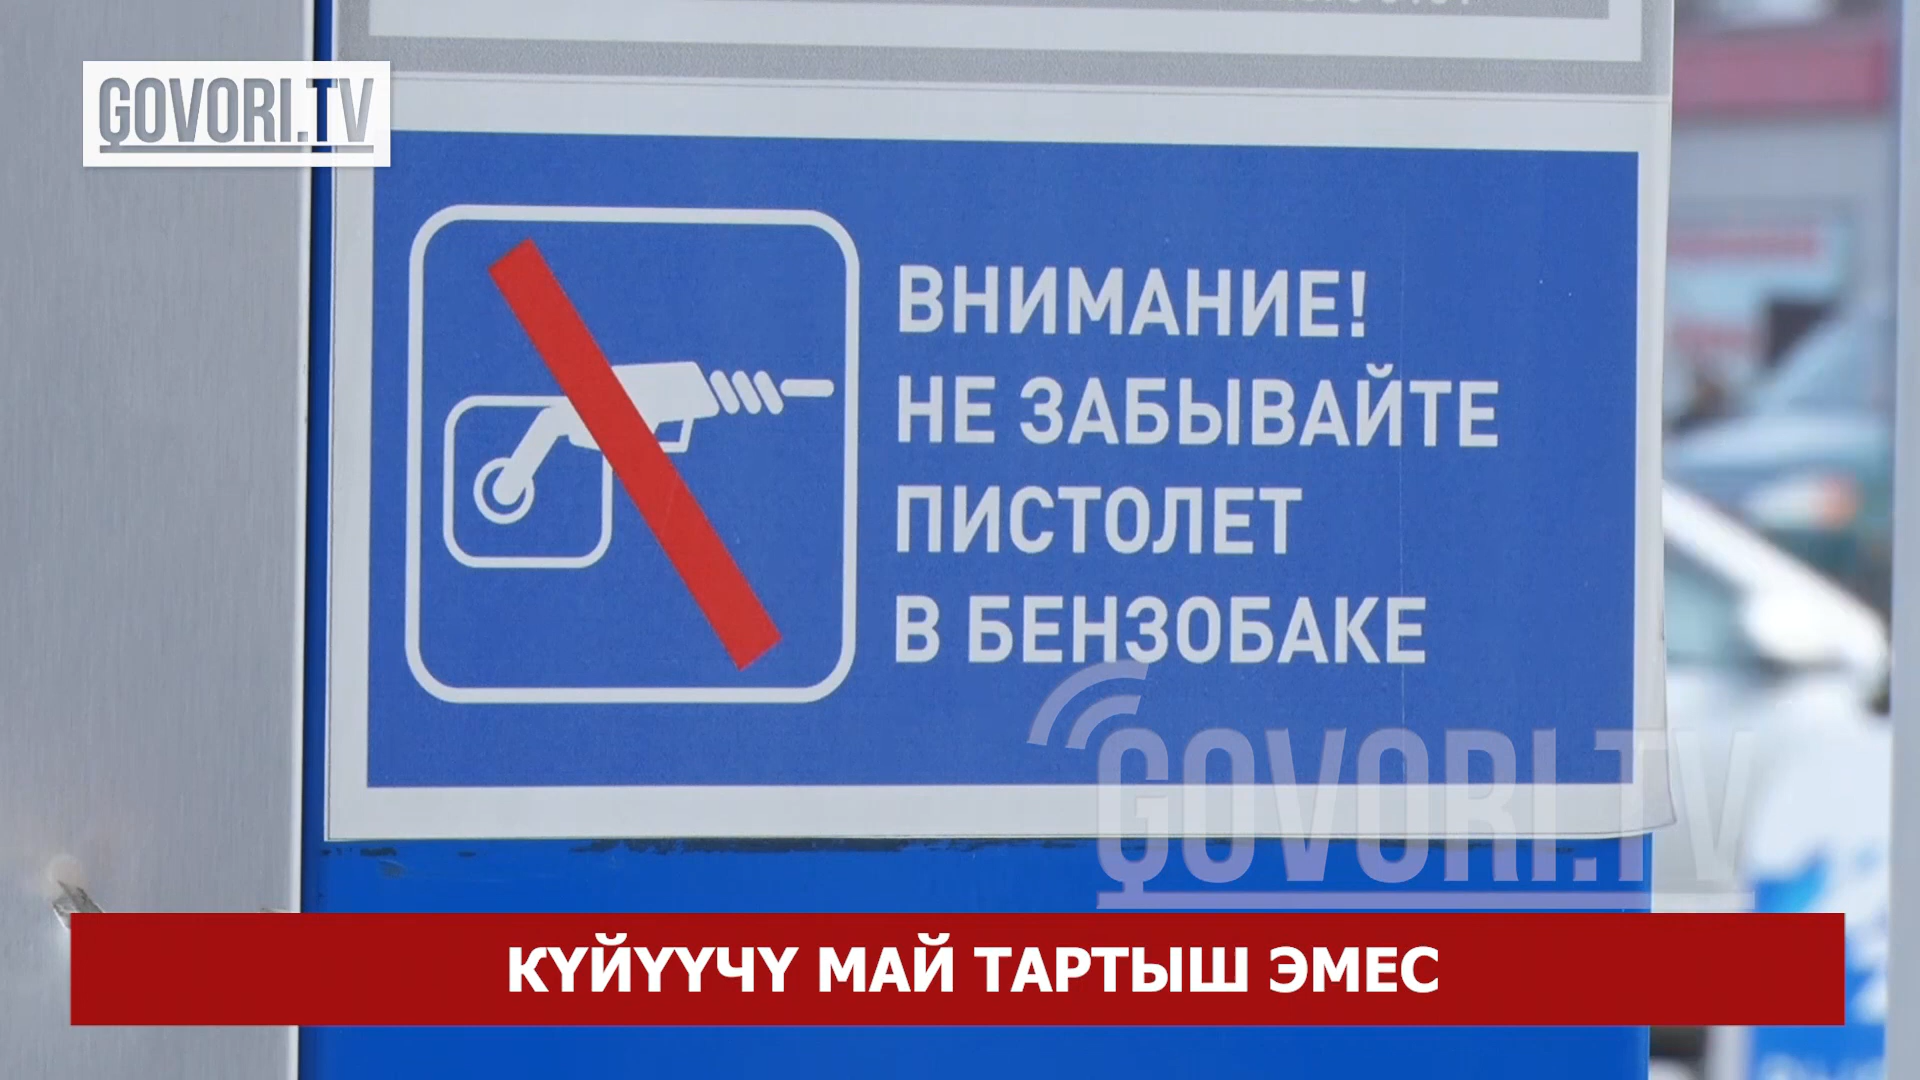 GOVORI.TV
ВНИМАНИЕ!
НЕ ЗАБЫВАЙТЕ
ПИСТОЛЕТ
В БЕНЗОБАКЕ
GOVORI.TV
КҮЙҮҮЧҮ МАЙ ТАРТЫШ ЭМЕС